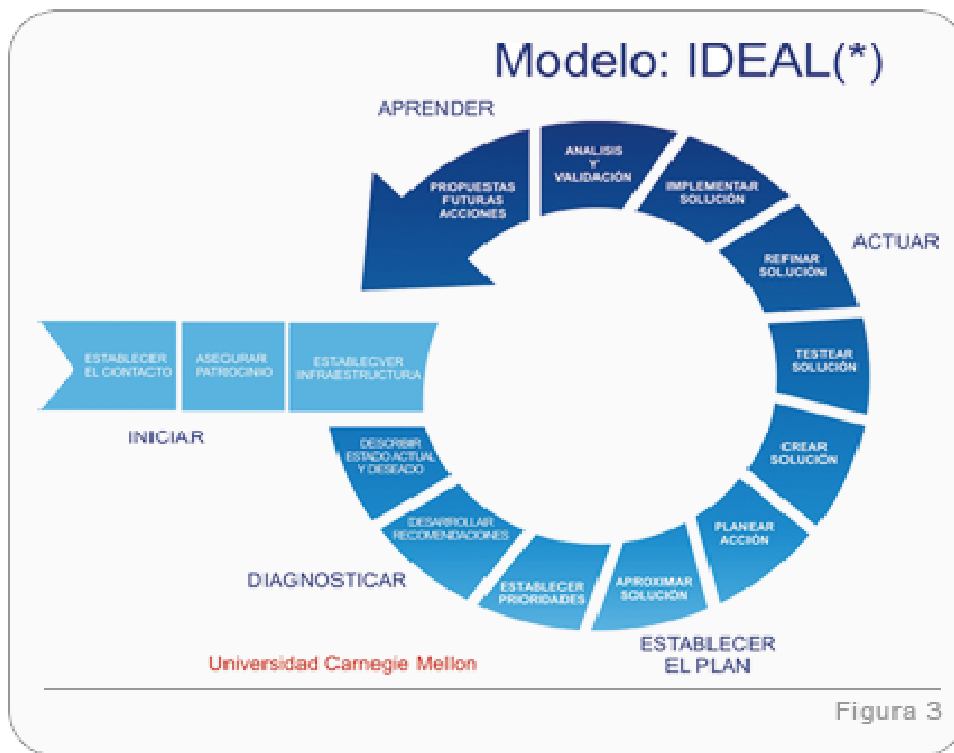 Modelo: IDEAL(*)
APRENDER
PROPUESTAS
FUTURAS
ACCIONES
ANALISIS
Y
VALIDACIÓN
IMPLEMENTAR
SOLUCIÓN
ACTUAR
REFINAR
SOLUCIÓN
TESTEAR
SOLUCIÓN
CREAR
SOLUCIÓN
PLANEAR
ACCIÓN
APROXIMAR
SOLUCIÓN
ESTABLECER
PRIORIDADES
ESTABLECER
EL PLAN
DESARROLLAR
RECOMENDACIONES
DESCRIBIR
ESTADO ACTUAL
Y DESEADO
DIAGNOSTICAR
ESTABLECER
EL CONTACTO
ASEGURAR
PATROCINIO
ESTABLECVER
INFRAESTRUCTURA
INICIAR
Universidad Carnegie Mellon
Figura 3